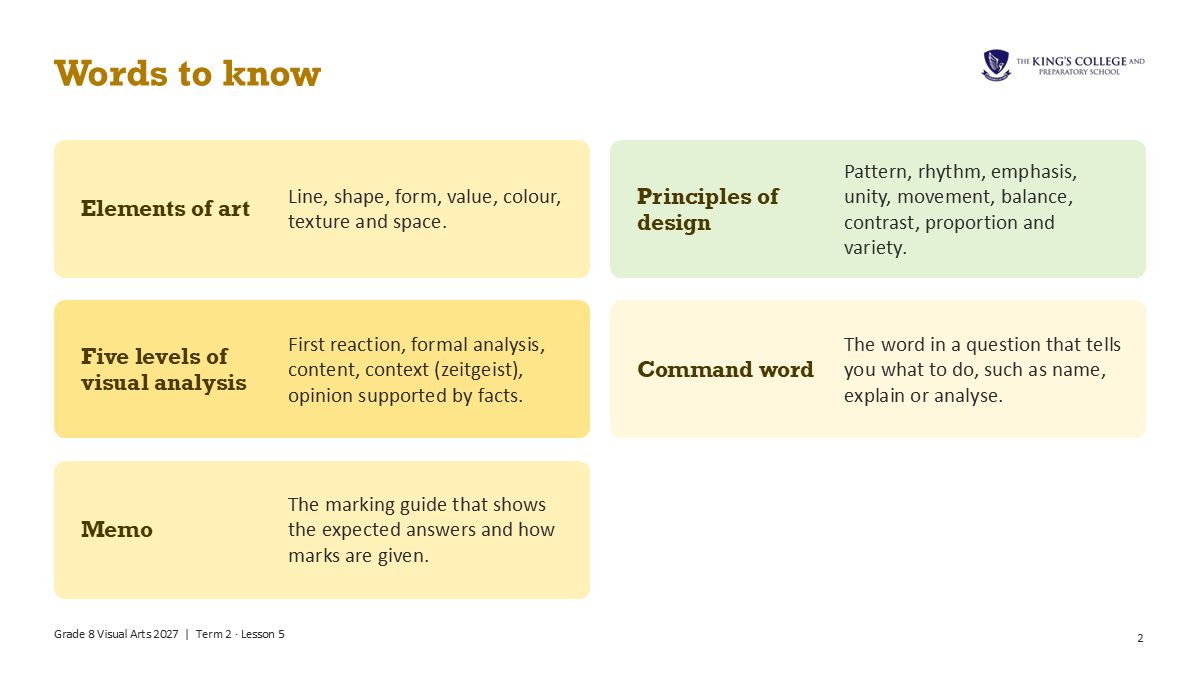 Words to know
THE KING'S COLLEGE AND
PREPARATORY SCHOOL
Elements of art
Line, shape, form, value, colour,
texture and space.
Principles of
design
Pattern, rhythm, emphasis,
unity, movement, balance,
contrast, proportion and
variety.
Five levels of
visual analysis
First reaction, formal analysis,
content, context (zeitgeist),
opinion supported by facts.
Command word
The word in a question that tells
you what to do, such as name,
explain or analyse.
Memo
The marking guide that shows
the expected answers and how
marks are given.
Grade 8 Visual Arts 2027 | Term 2 · Lesson 5
2